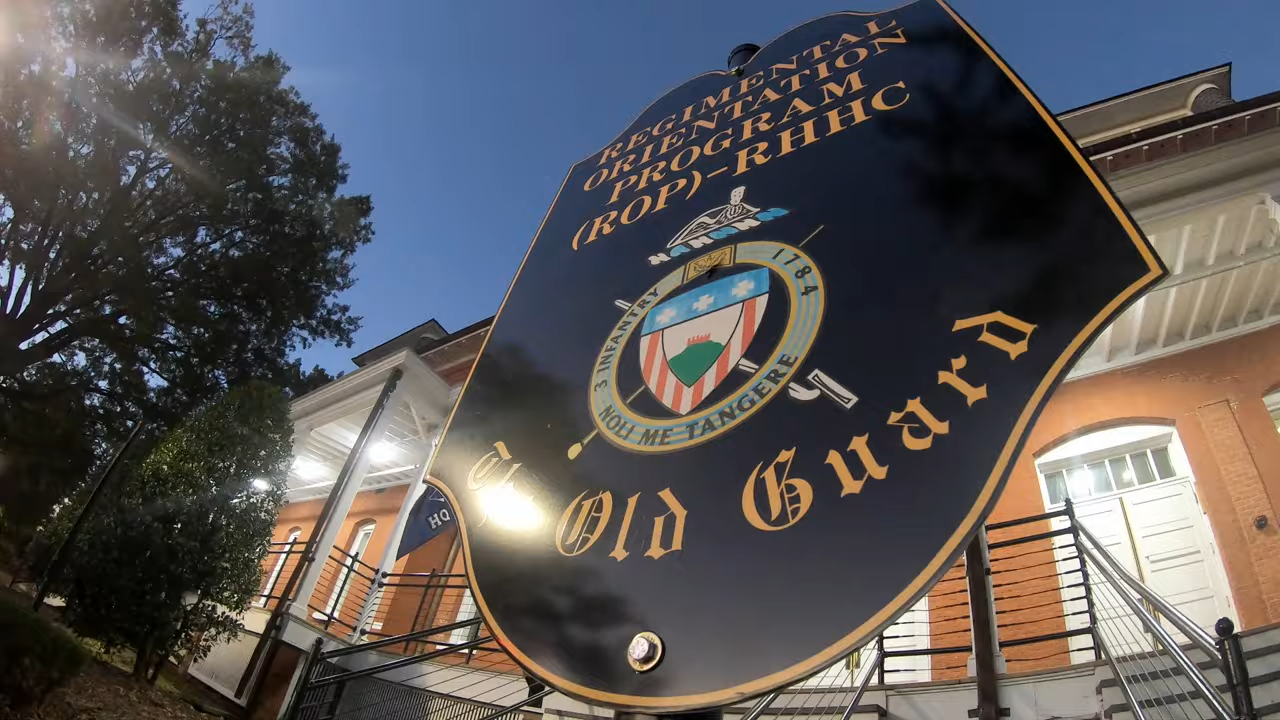 REGIMENTAL
ORIENTATION
PROGRAM
(ROP)-RHHC
3 INFANTRY 1784
NOLI ME TANGERE
Old Guard
HQ